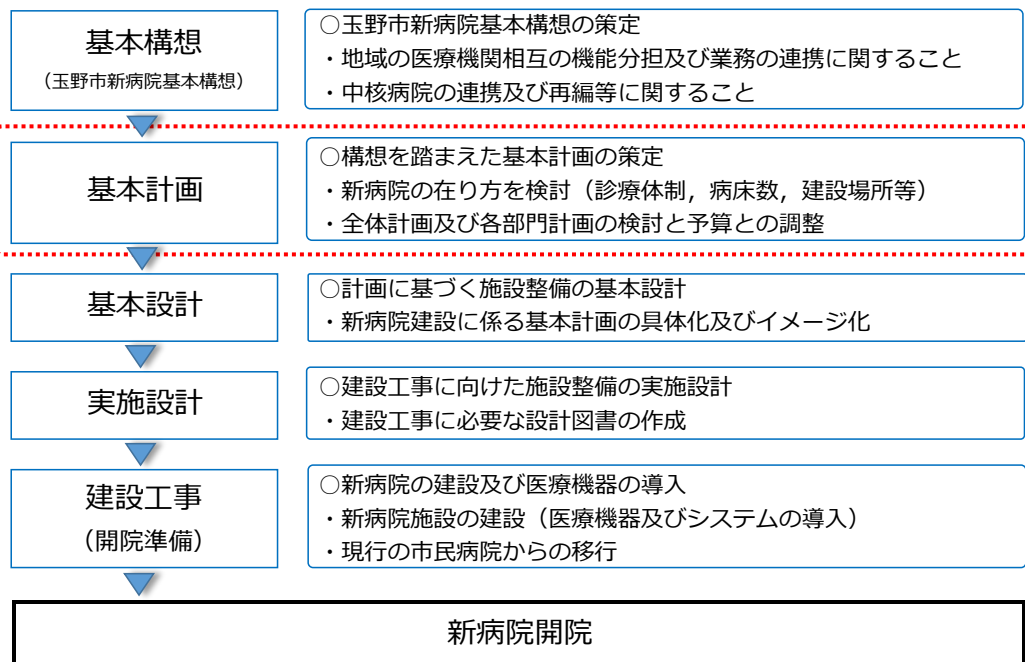 基本構想
（玉野市新病院基本構想）
○玉野市新病院基本構想の策定
・地域の医療機関相互の機能分担及び業務の連携に関すること
・中核病院の連携及び再編等に関すること
基本計画
○構想を踏まえた基本計画の策定
・新病院の在り方を検討（診療体制，病床数，建設場所等）
・全体計画及び各部門計画の検討と予算との調整
基本設計
○計画に基づく施設整備の基本設計
・新病院建設に係る基本計画の具体化及びイメージ化
実施設計
○建設工事に向けた施設整備の実施設計
・建設工事に必要な設計図書の作成
建設工事
（開院準備）
○新病院の建設及び医療機器の導入
・新病院施設の建設（医療機器及びシステムの導入）
・現行の市民病院からの移行
新病院開院